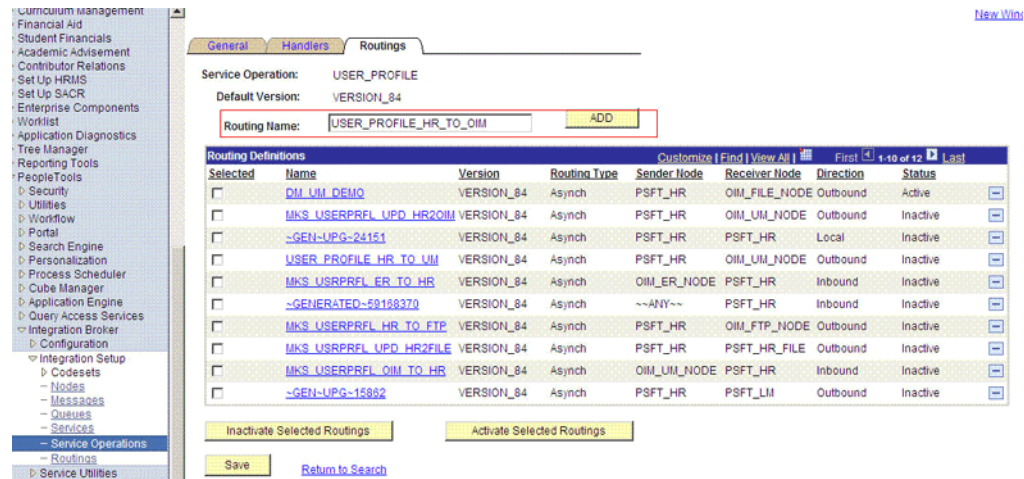 Curriculum Management
Financial Aid
Student Financials
Academic Advisement
Contributor Relations
Set Up HRMS
Set Up SACR
Enterprise Components
Worklist
Application Diagnostics
Tree Manager
Reporting Tools
PeopleTools
Security
Utilities
Workflow
Portal
Search Engine
Personalization
Process Scheduler
Cube Manager
Application Engine
Query Access Services
Integration Broker
Configuration
Integration Setup
Codesets
Nodes
Messages
Queues
Services
Service Operations
Routings
Service Utilities
New Wind
General Handlers Routings
Service Operation: USER_PROFILE
Default Version: VERSION_84
Routing Name: USER_PROFILE_HR_TO_OIM ADD
Routing Definitions Customize | Find | View All | First 1-10 of 12 Last
Selected Name Version Routing Type Sender Node Receiver Node Direction Status
DM_UM_DEMO VERSION_84 Asynch PSFT_HR OIM_FILE_NODE Outbound Active
MKS_USERPRFL_UPD_HR2OIM VERSION_84 Asynch PSFT_HR OIM_UM_NODE Outbound Inactive
~GEN~UPG~24151 VERSION_84 Asynch PSFT_HR PSFT_HR Local Inactive
USER_PROFILE_HR_TO_UM VERSION_84 Asynch PSFT_HR OIM_UM_NODE Outbound Inactive
MKS_USRPRFL_ER_TO_HR VERSION_84 Asynch OIM_ER_NODE PSFT_HR Inbound Inactive
~GENERATED~59168370 VERSION_84 Asynch ~~ANY~~ PSFT_HR Inbound Inactive
MKS_USERPRFL_HR_TO_FTP VERSION_84 Asynch PSFT_HR OIM_FTP_NODE Outbound Inactive
MKS_USRPRFL_UPD_HR2FILE VERSION_84 Asynch PSFT_HR PSFT_HR_FILE Outbound Inactive
MKS_USERPRFL_OIM_TO_HR VERSION_84 Asynch OIM_UM_NODE PSFT_HR Inbound Inactive
~GEN~UPG~15862 VERSION_84 Asynch PSFT_HR PSFT_LM Outbound Inactive
Inactivate Selected Routings Activate Selected Routings
Save Return to Search